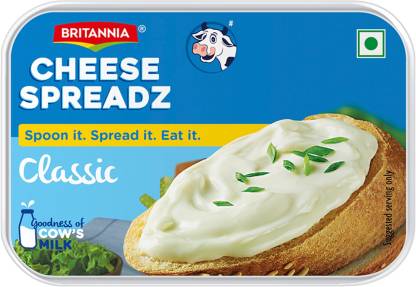 BRITANNIA®
#
CHEESE
SPREADZ
Spoon it. Spread it. Eat it.
Classic
Goodness of
COW'S
MILK
Suggested serving only